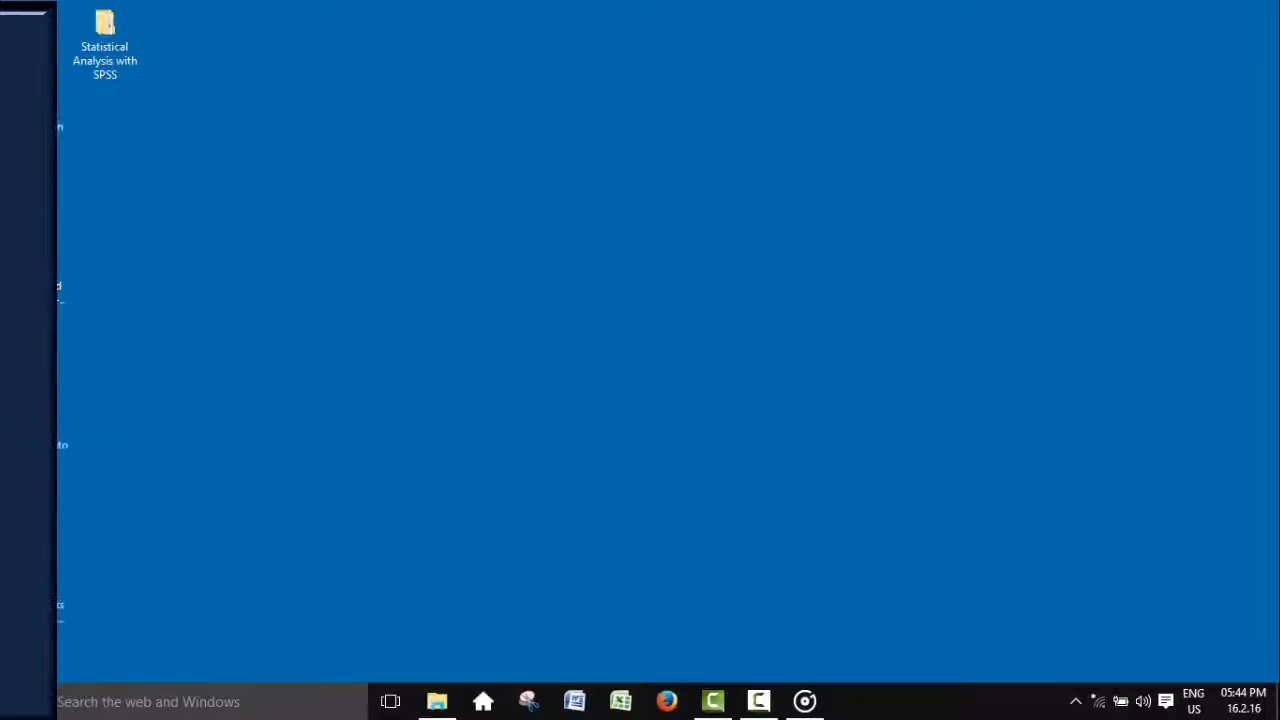 Statistical
Analysis with
SPSS
Search the web and Windows
ENG
US
05:44 PM
16.2.16